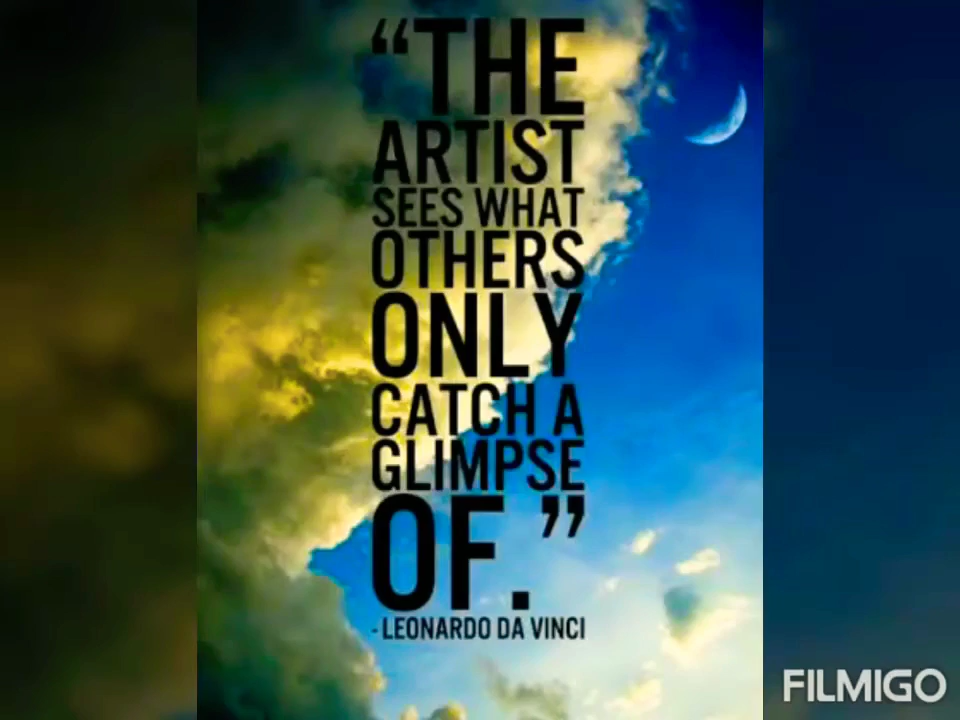 “THE
ARTIST
SEES WHAT
OTHERS
ONLY
CATCH A
GLIMPSE
OF.”
- LEONARDO DA VINCI
FILMIGO